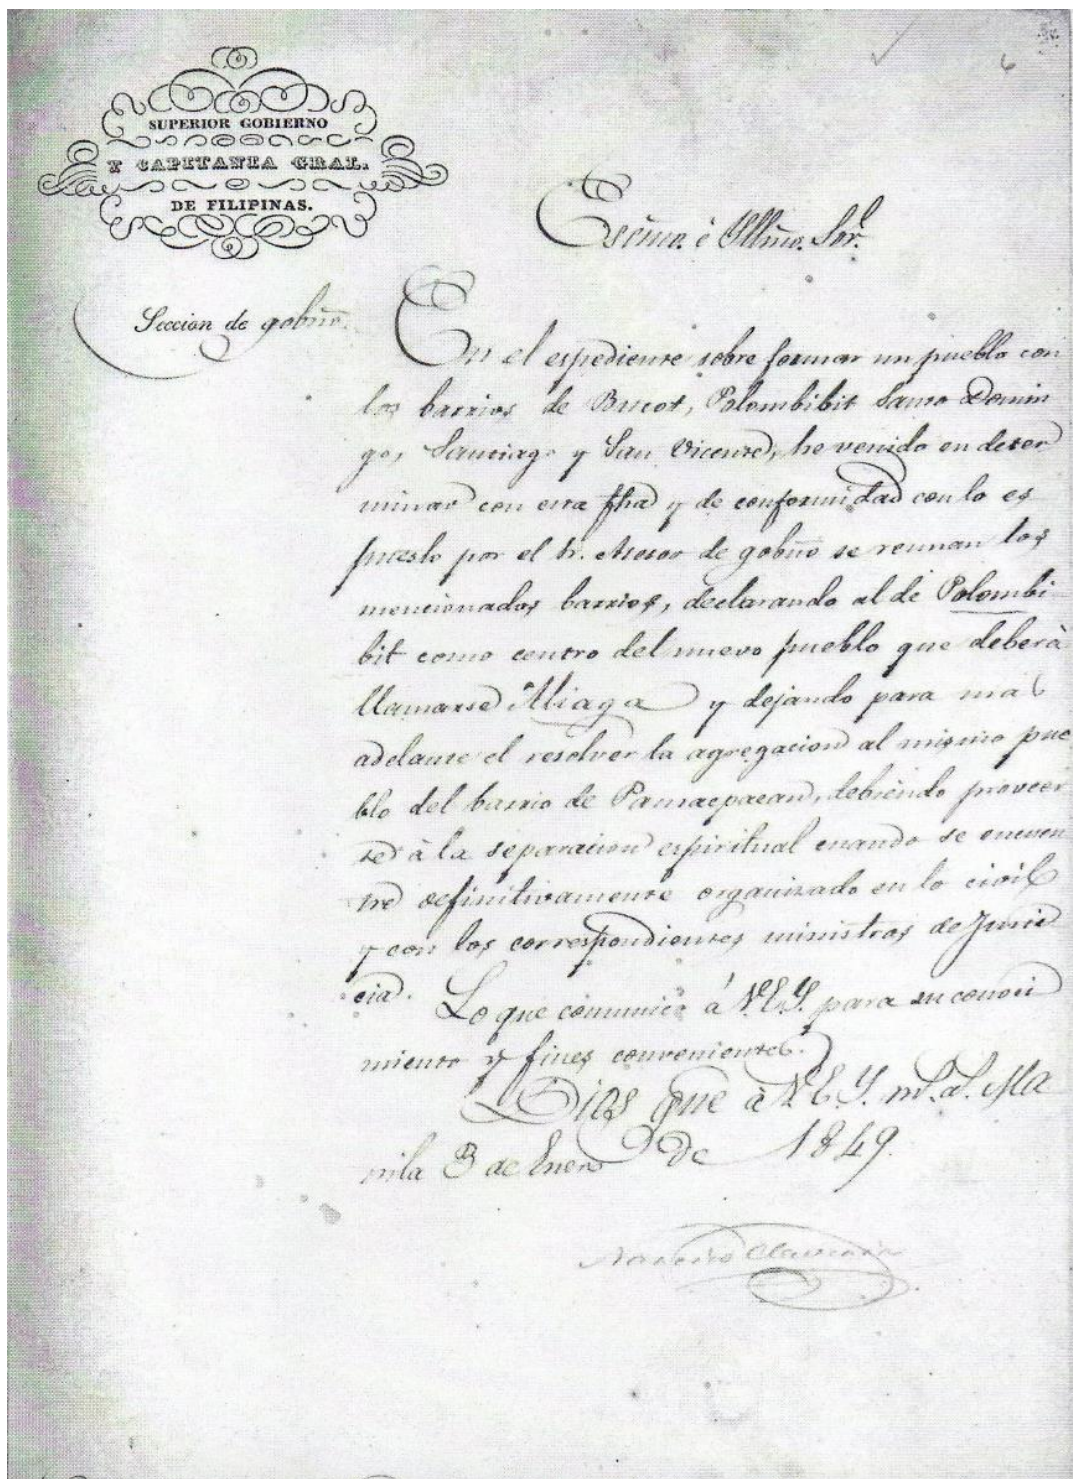 6
SUPERIOR GOBIERNO
Y CAPITANIA GRAL.
DE FILIPINAS.
Escmo. é Yllmo. Sor.
Seccion de gobno.
En el espediente sobre formar un pueblo con
los barrios de Bucot, Polombibit Santo Domin
go, Santiago y San Vicente, he venido en deter
minar con esta fha y de conformidad con lo es
puesto por el Sr. Asesor de gobno se reunan los
mencionados barrios, declarando al de Polombi-
bit como centro del nuevo pueblo que deberà
llamarse Aliaga y dejando para mas
adelante el resolver la agregacion al mismo pue
blo del barrio de Pamacpacan, debiendo proveer
se à la separacion espiritual cuando se encuen
tre definitivamente organizado en lo civil
y con los correspondientes ministros de Justi
cia.
Lo que comunico á V.E.Y. para su conoci
miento y fines convenientes.
Dios gue à V.E.Y. m.s. a.s. Ma
nila 3 de Enero de 1849.
Narciso Claveria